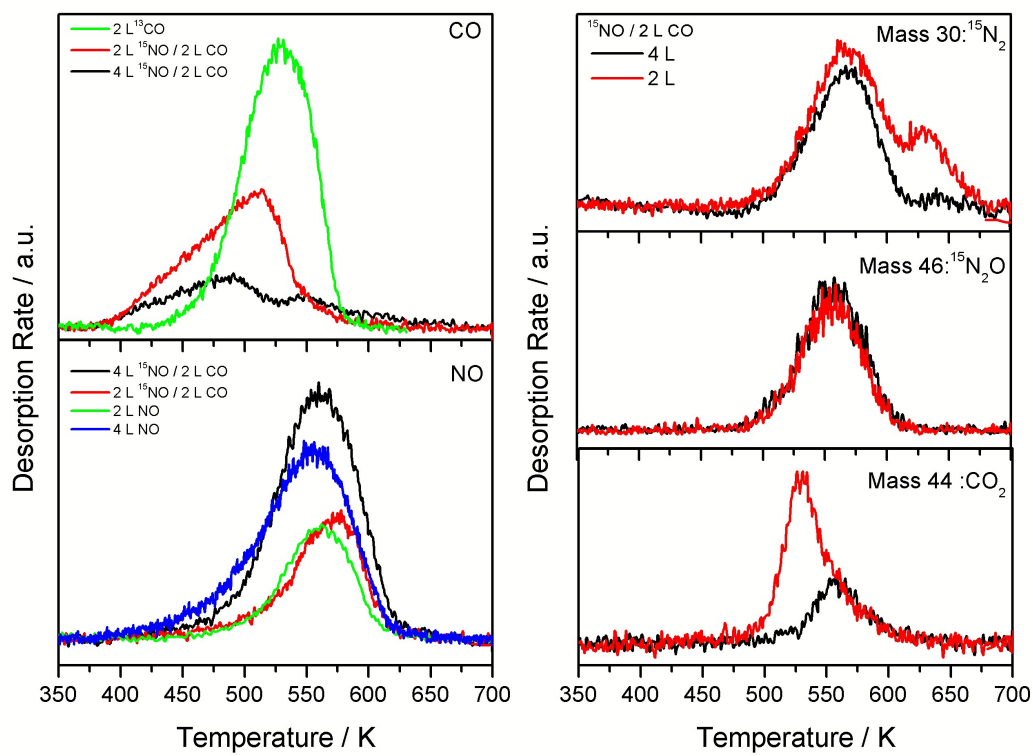 2 L¹³CO
2 L ¹⁵NO / 2 L CO
4 L ¹⁵NO / 2 L CO
CO
4 L ¹⁵NO / 2 L CO
2 L ¹⁵NO / 2 L CO
2 L NO
4 L NO
NO
350 400 450 500 550 600 650 700
Temperature / K
Desorption Rate / a.u.
¹⁵NO / 2 L CO
4 L
2 L
Mass 30:¹⁵N₂
Mass 46:¹⁵N₂O
Mass 44 :CO₂
350 400 450 500 550 600 650 700
Temperature / K
Desorption Rate / a.u.